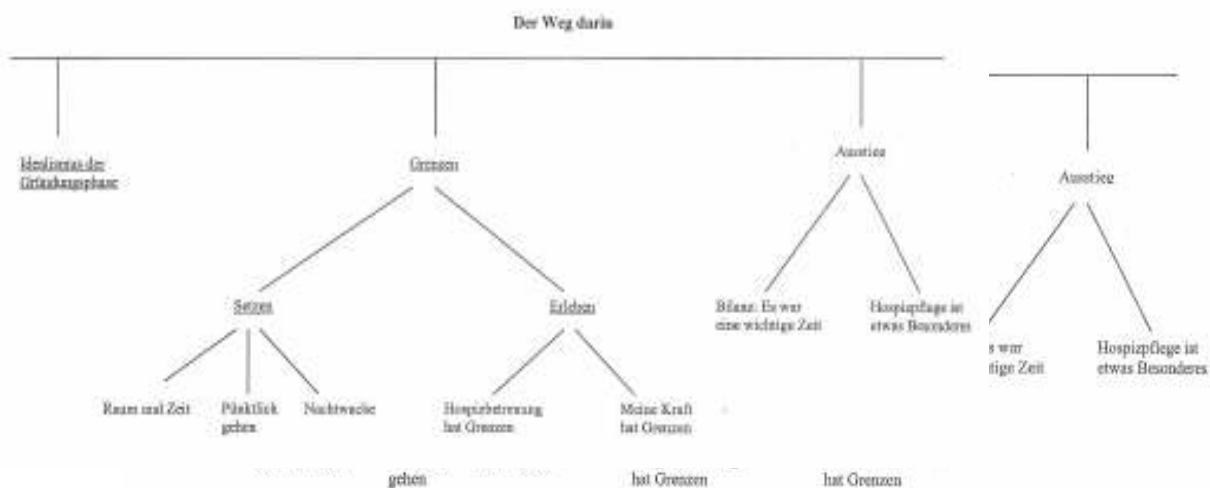 Der Weg darin
Idealismus der
Gründungsphase
Grenzen
Ausstieg
Ausstieg
Setzen
Erleben
Bilanz: Es war
eine wichtige Zeit
Hospizpflege ist
etwas Besonderes
s war
tige Zeit
Hospizpflege ist
etwas Besonderes
Raum und Zeit
Pünktlich
gehen
Nachtwache
Hospizbetreuung
hat Grenzen
Meine Kraft
hat Grenzen
gehen
hat Grenzen
hat Grenzen